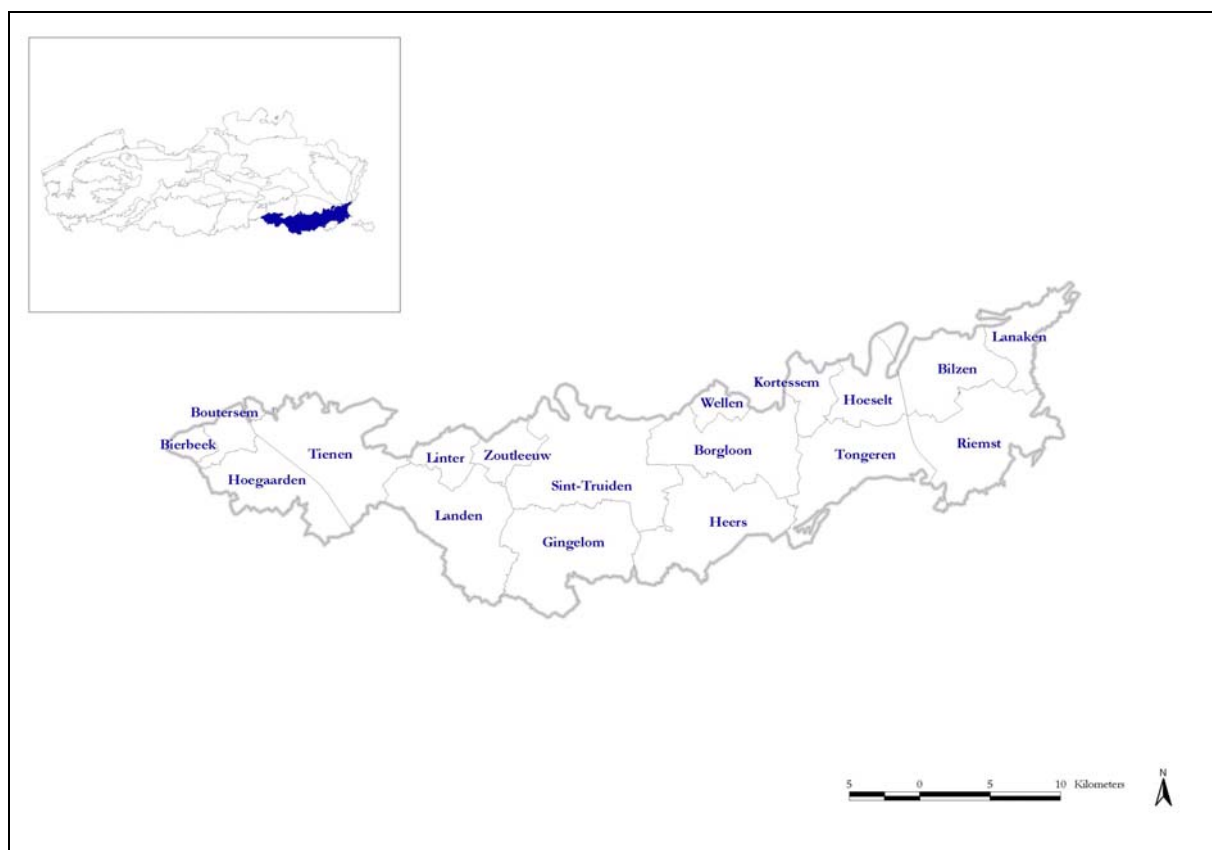 Lanaken
Bilzen
Kortessem
Hoeselt
Wellen
Boutersem
Bierbeek
Riemst
Tienen
Linter
Zoutleeuw
Borgloon
Tongeren
Hoegaarden
Sint-Truiden
Landen
Heers
Gingelom
N
5 0 5 10 Kilometers